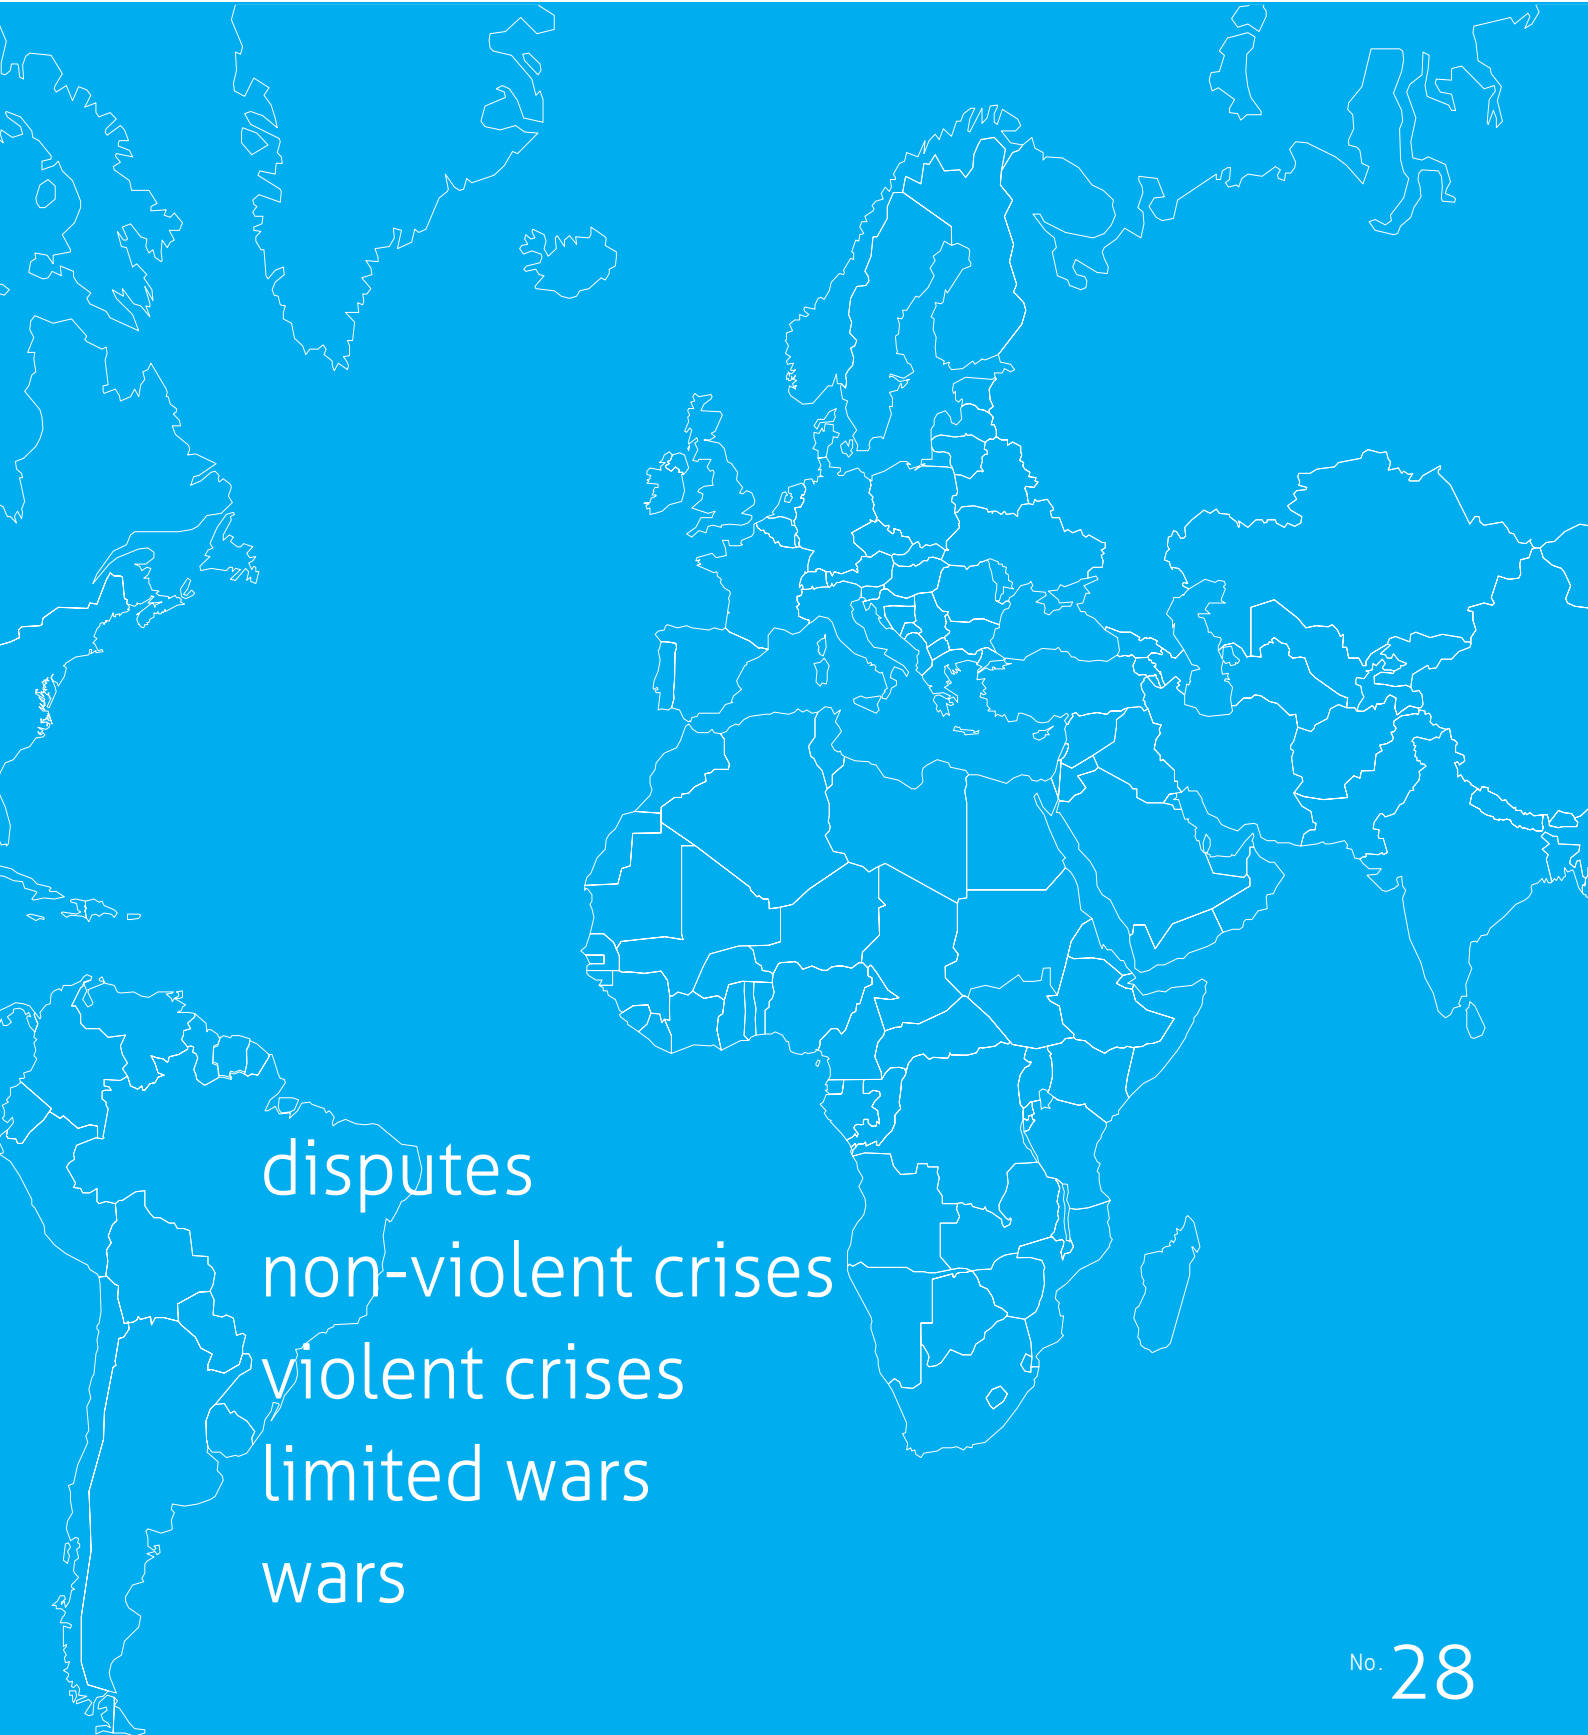 disputes
non-violent crises
violent crises
limited wars
wars
No. 28